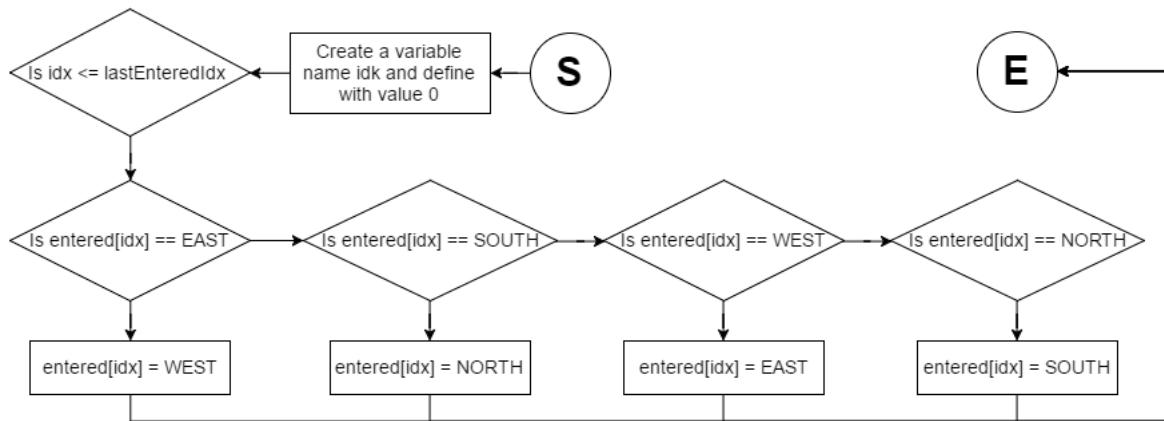 Is idx <= lastEnteredIdx
Create a variable
name idk and define
with value 0
S
E
Is entered[idx] == EAST
Is entered[idx] == SOUTH
Is entered[idx] == WEST
Is entered[idx] == NORTH
entered[idx] = WEST
entered[idx] = NORTH
entered[idx] = EAST
entered[idx] = SOUTH